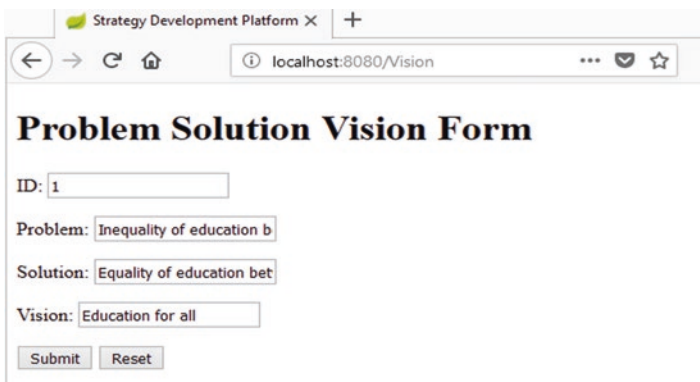 Strategy Development Platform
localhost:8080/Vision
Problem Solution Vision Form
ID: 1
Problem: Inequality of education b
Solution: Equality of education bet
Vision: Education for all
Submit Reset